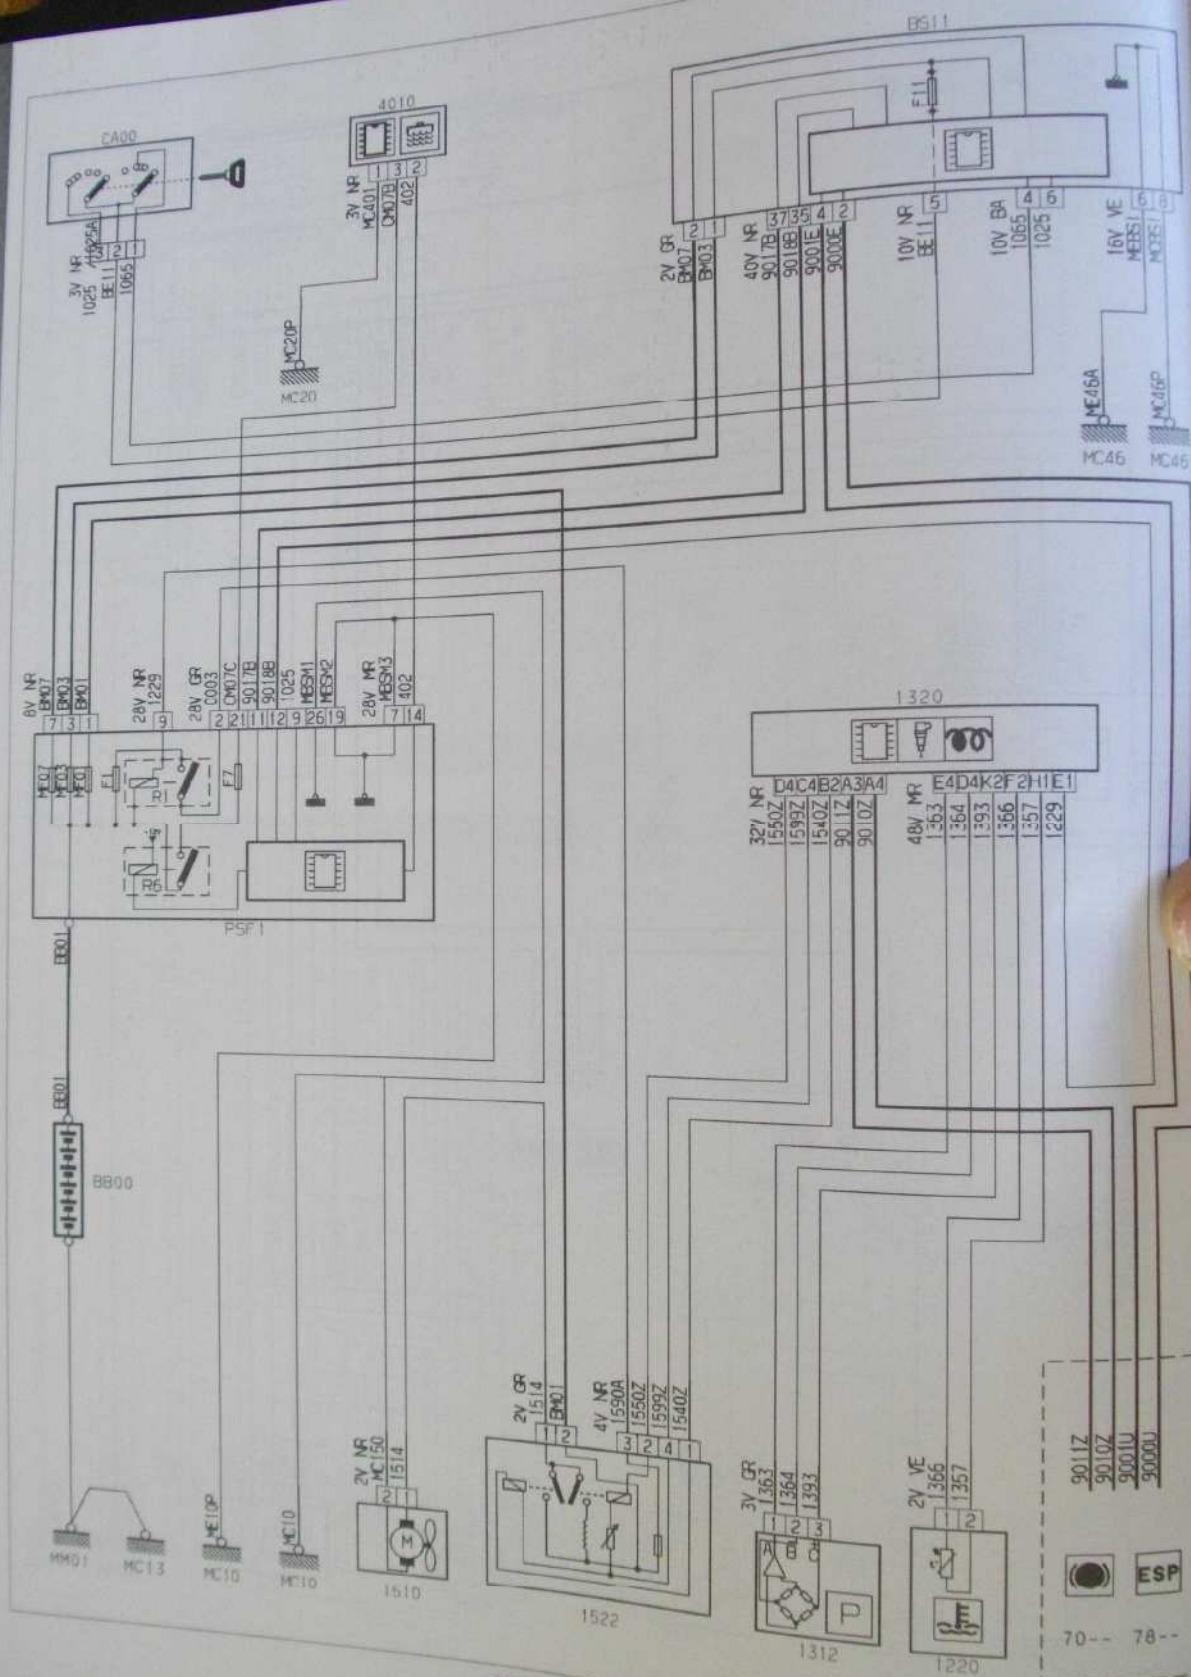 BSI1
4010
CA00
F11
1 3 2
3V NR
MC401
CM07B
402
2 1
3V NR
1025
BE11
1065
2 1
2V GR
BM07
BM03
37 35 4 2
40V NR
9017B
9018B
9001E
9000E
5
10V NR
BE11
4 6
10V BA
1065
1025
6 8
16V VE
MEBSI
MCBSI
MC20P
MC20
ME46A
MC46P
MC46
MC46
8V NR
BM07
BM03
BM01
7 3 1
28V NR
1229
9
28V GR
CM07C
9017B
9018B
1025
MBSM1
MBSM2
2 21 11 12 9 26 19
28V MR
MBSM3
402
7 14
MF07
MF03
MF01
F1
R1
F7
R6
PSF1
1320
D4 C4 B2 A3 A4
32V NR
1550Z
1599Z
1540Z
9011Z
9010Z
E4 D4 K2 F2 H1 E1
48V MR
1363
1364
1393
1366
1357
1229
BB01
BB01
BB00
2V GR
1514
BM01
1 2
4V NR
1590A
1550Z
1599Z
1540Z
3 2 4 1
2V NR
MC150
1514
2 1
3V GR
1363
1364
1393
1 2 3
2V VE
1366
1357
1 2
9011Z
9010Z
9001U
9000U
ME10P
MC10
MM01
MC13
MC10
MC10
M
1510
1522
P
1312
1220
ESP
70--
78--